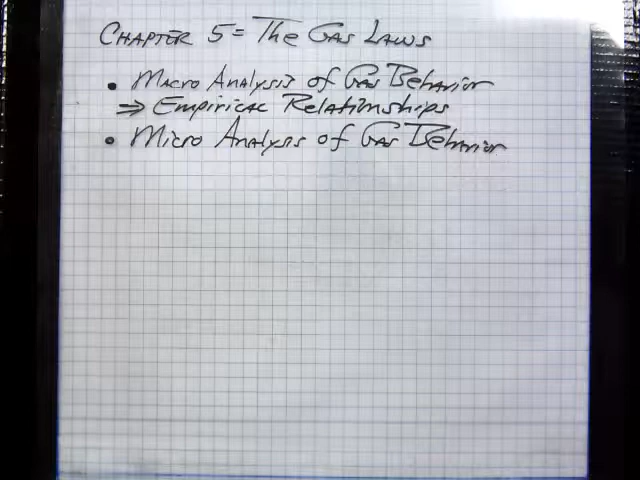 CHAPTER 5 = The GAS LAWS
• MACRO ANALYSIS of GAS BEHAVIOR
⇒ EMPIRICAL RELATIONSHIPS
• MICRO ANALYSIS of GAS BEHAVIOR